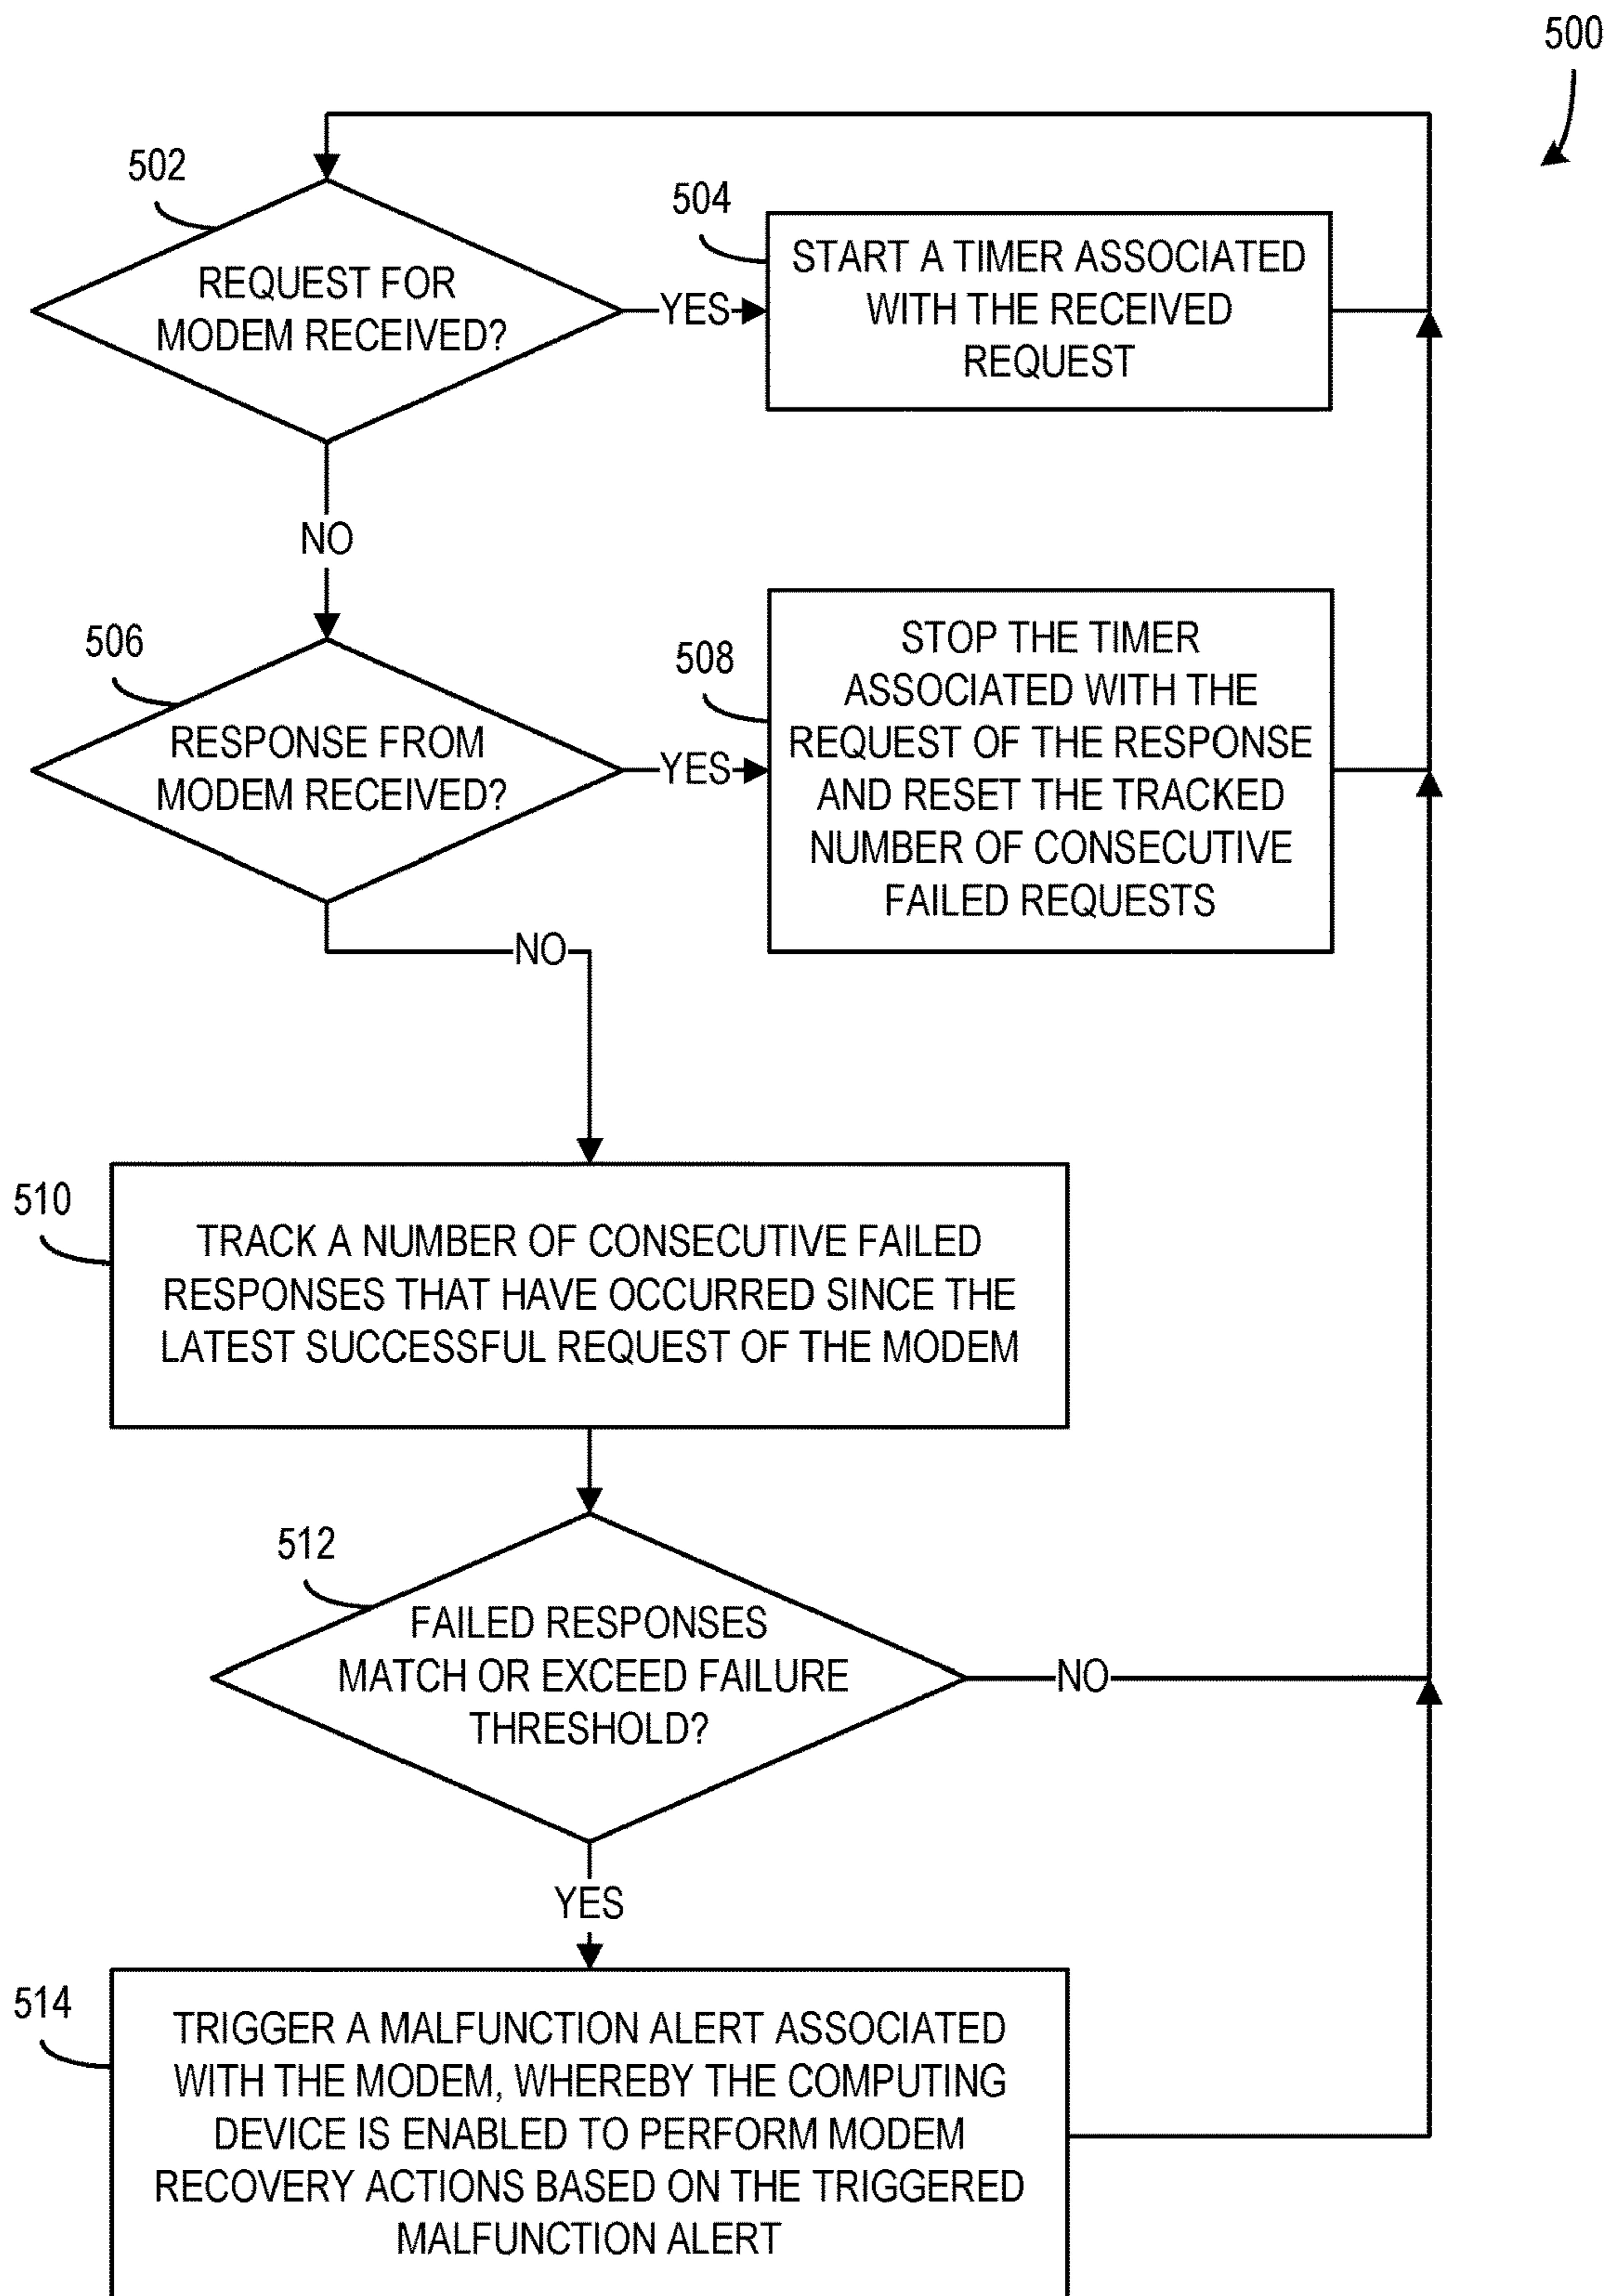 500
502
REQUEST FOR
MODEM RECEIVED?
YES
504
START A TIMER ASSOCIATED
WITH THE RECEIVED
REQUEST
NO
506
RESPONSE FROM
MODEM RECEIVED?
YES
508
STOP THE TIMER
ASSOCIATED WITH THE
REQUEST OF THE RESPONSE
AND RESET THE TRACKED
NUMBER OF CONSECUTIVE
FAILED REQUESTS
NO
510
TRACK A NUMBER OF CONSECUTIVE FAILED
RESPONSES THAT HAVE OCCURRED SINCE THE
LATEST SUCCESSFUL REQUEST OF THE MODEM
512
FAILED RESPONSES
MATCH OR EXCEED FAILURE
THRESHOLD?
NO
YES
514
TRIGGER A MALFUNCTION ALERT ASSOCIATED
WITH THE MODEM, WHEREBY THE COMPUTING
DEVICE IS ENABLED TO PERFORM MODEM
RECOVERY ACTIONS BASED ON THE TRIGGERED
MALFUNCTION ALERT